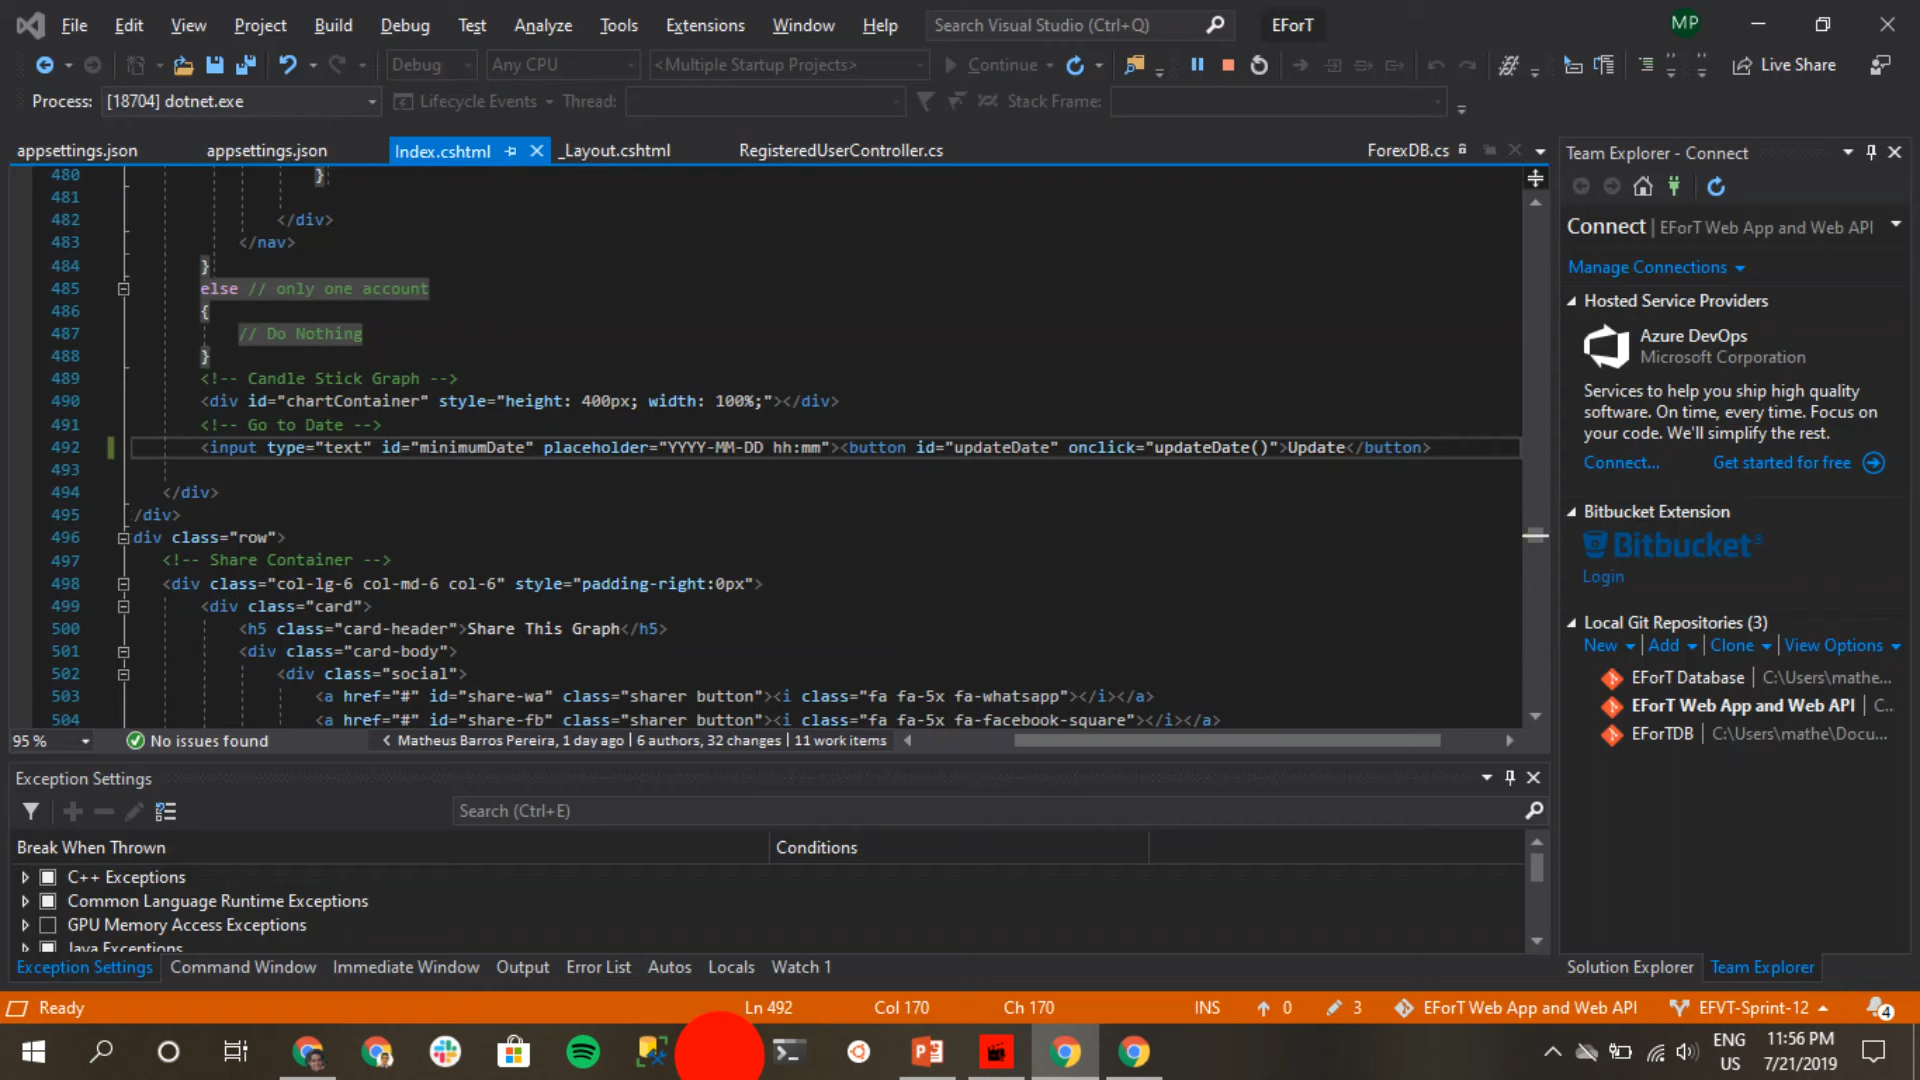 File Edit View Project Build Debug Test Analyze Tools Extensions Window Help Search Visual Studio (Ctrl+Q) EForT MP
Debug Any CPU <Multiple Startup Projects> Continue Live Share
Process: [18704] dotnet.exe Lifecycle Events Thread: Stack Frame:
appsettings.json appsettings.json Index.cshtml _Layout.cshtml RegisteredUserController.cs ForexDB.cs
480 }
481
482 </div>
483 </nav>
484 }
485 else // only one account
486 {
487 // Do Nothing
488 }
489 <!-- Candle Stick Graph -->
490 <div id="chartContainer" style="height: 400px; width: 100%;"></div>
491 <!-- Go to Date -->
492 <input type="text" id="minimumDate" placeholder="YYYY-MM-DD hh:mm"><button id="updateDate" onclick="updateDate()">Update</button>
493
494 </div>
495 /div>
496 div class="row">
497 <!-- Share Container -->
498 <div class="col-lg-6 col-md-6 col-6" style="padding-right:0px">
499 <div class="card">
500 <h5 class="card-header">Share This Graph</h5>
501 <div class="card-body">
502 <div class="social">
503 <a href="#" id="share-wa" class="sharer button"><i class="fa fa-5x fa-whatsapp"></i></a>
504 <a href="#" id="share-fb" class="sharer button"><i class="fa fa-5x fa-facebook-square"></i></a>
95 % No issues found Matheus Barros Pereira, 1 day ago | 6 authors, 32 changes | 11 work items
Exception Settings
Search (Ctrl+E)
Break When Thrown Conditions
C++ Exceptions
Common Language Runtime Exceptions
GPU Memory Access Exceptions
Java Exceptions
Exception Settings Command Window Immediate Window Output Error List Autos Locals Watch 1
Team Explorer - Connect
Connect | EForT Web App and Web API
Manage Connections
Hosted Service Providers
Azure DevOps
Microsoft Corporation
Services to help you ship high quality
software. On time, every time. Focus on
your code. We'll simplify the rest.
Connect... Get started for free
Bitbucket Extension
Bitbucket
Login
Local Git Repositories (3)
New Add Clone View Options
EForT Database C:\Users\mathe...
EForT Web App and Web API C...
EForTDB C:\Users\mathe\Docu...
Solution Explorer Team Explorer
Ready Ln 492 Col 170 Ch 170 INS 0 3 EForT Web App and Web API EFVT-Sprint-12 4
ENG 11:56 PM
US 7/21/2019